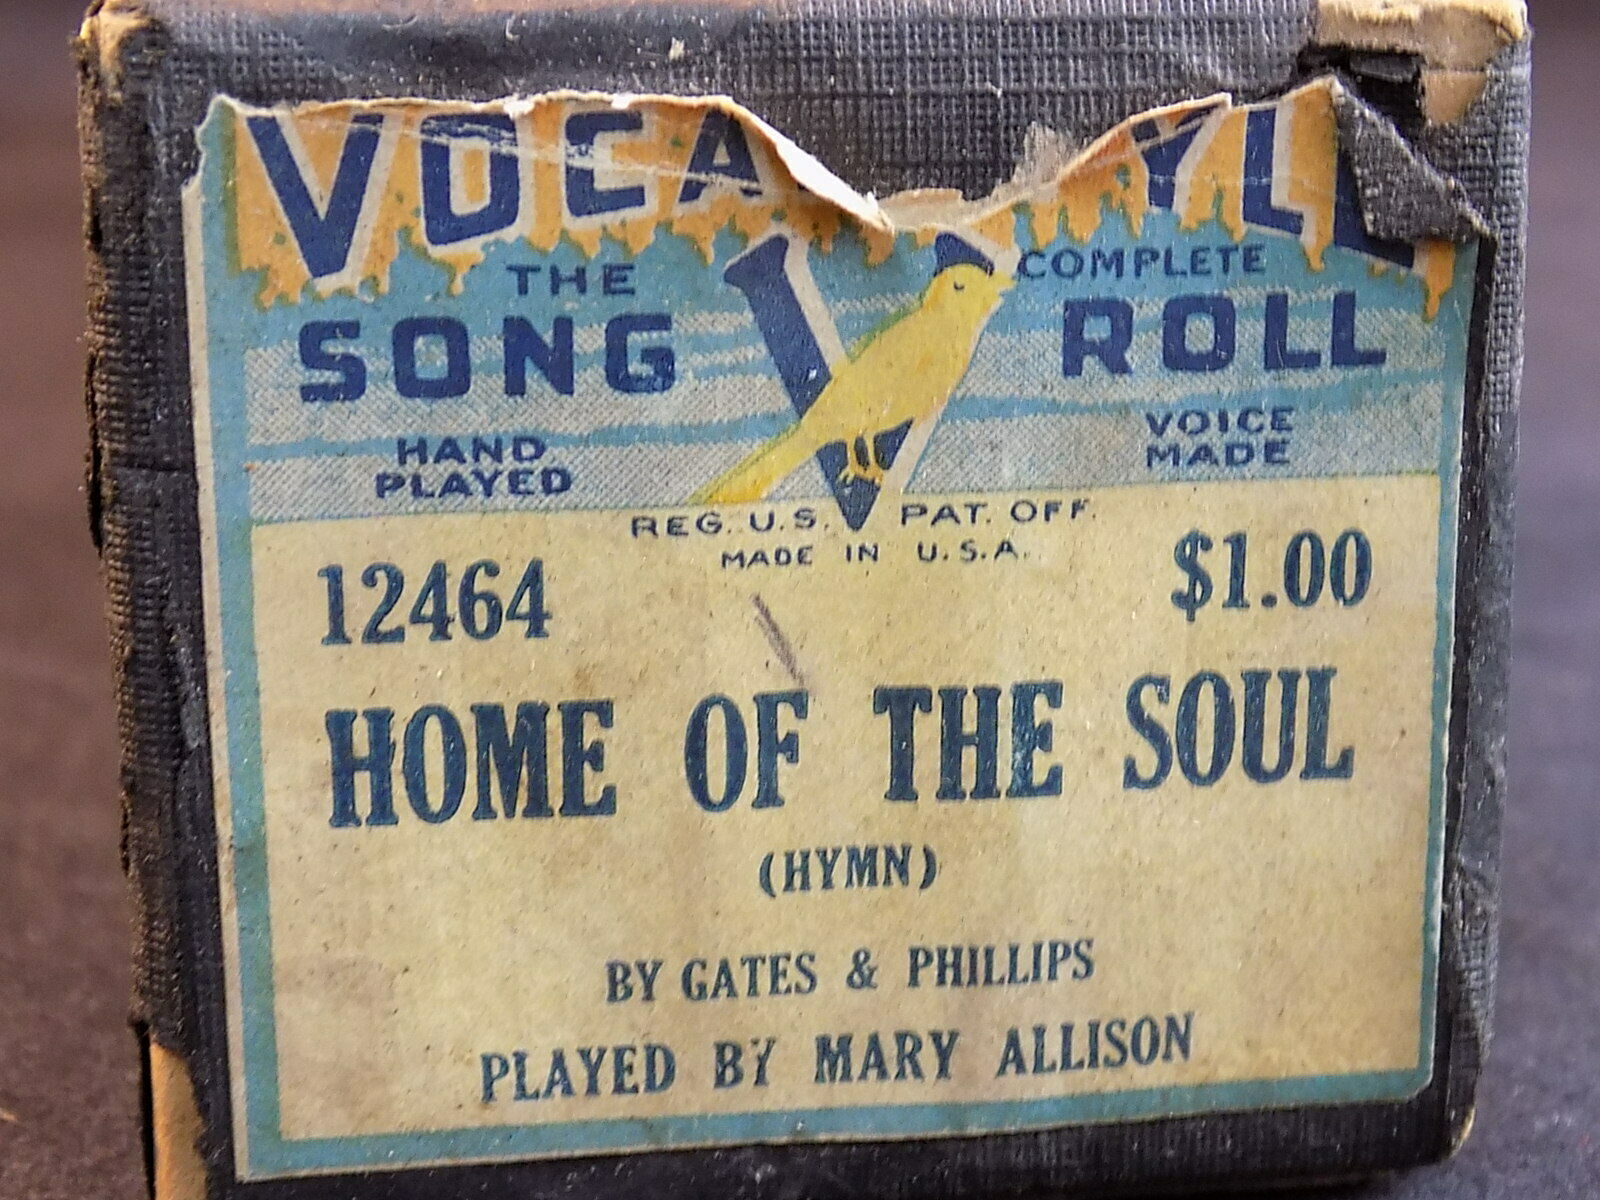 VOCA
THE COMPLETE
SONG ROLL
HAND PLAYED VOICE MADE
REG. U.S. PAT. OFF.
MADE IN U.S.A.
12464 $1.00
HOME OF THE SOUL
(HYMN)
BY GATES & PHILLIPS
PLAYED BY MARY ALLISON